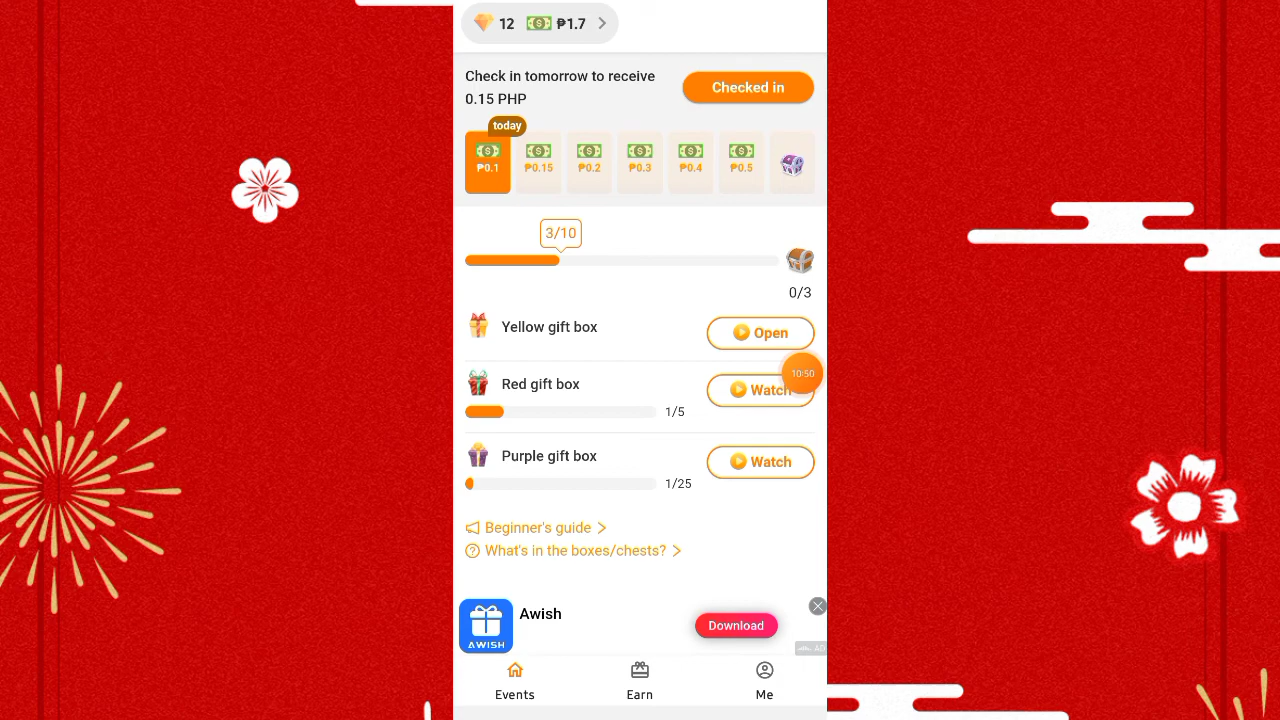 12 ₱1.7
Check in tomorrow to receive
0.15 PHP
Checked in
today
₱0.1 ₱0.15 ₱0.2 ₱0.3 ₱0.4 ₱0.5
3/10
0/3
Yellow gift box
Open
10:50
Red gift box
Watch
1/5
Purple gift box
Watch
1/25
Beginner's guide
What's in the boxes/chests?
Awish
AWISH
Download
AD
Events Earn Me